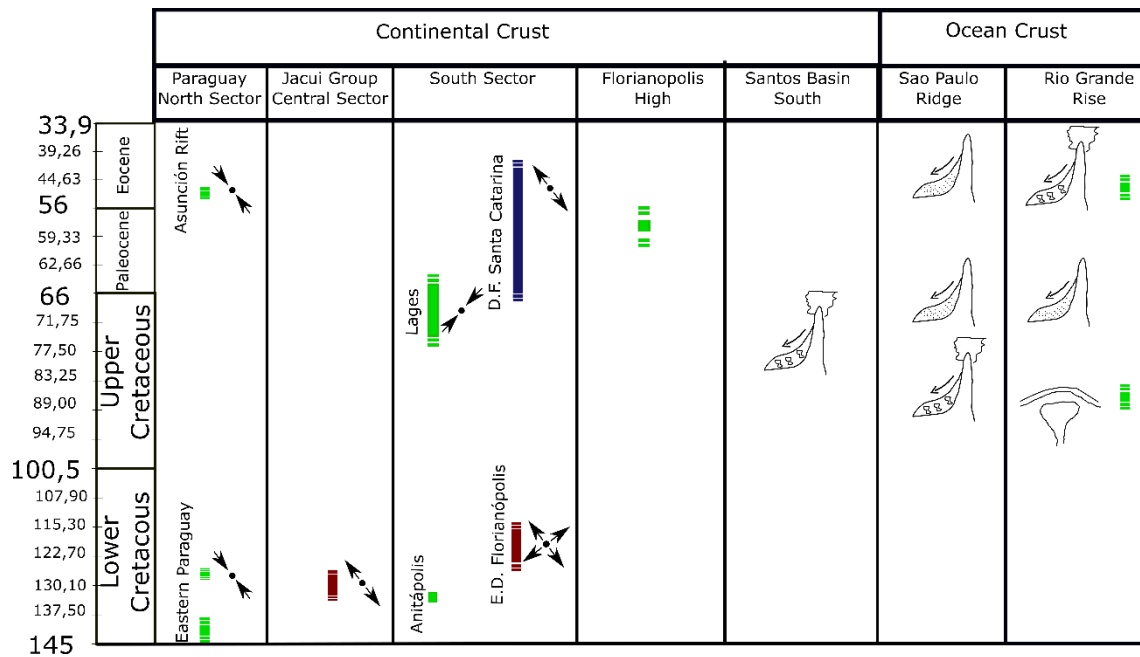 Continental Crust
Ocean Crust
Paraguay
North Sector
Jacui Group
Central Sector
South Sector
Florianopolis
High
Santos Basin
South
Sao Paulo
Ridge
Rio Grande
Rise
33,9
39,26
44,63
56
59,33
62,66
66
71,75
77,50
83,25
89,00
94,75
100,5
107,90
115,30
122,70
130,10
137,50
145
Eocene
Paleocene
Upper
Cretaceous
Lower
Cretacous
Asunción Rift
Eastern Paraguay
Lages
Anitápolis
D.F. Santa Catarina
E.D. Florianópolis